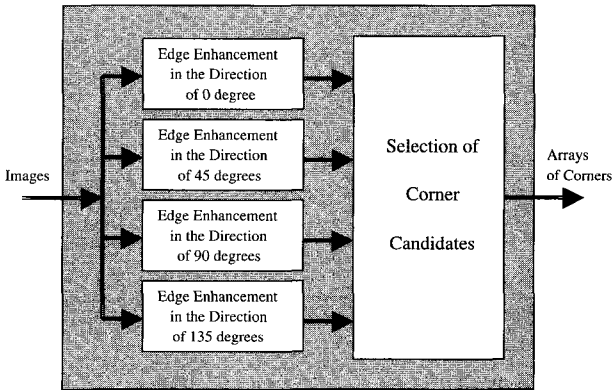 Images
Edge Enhancement
in the Direction
of 0 degree
Edge Enhancement
in the Direction
of 45 degrees
Edge Enhancement
in the Direction
of 90 degrees
Edge Enhancement
in the Direction
of 135 degrees
Selection of
Corner
Candidates
Arrays
of Corners